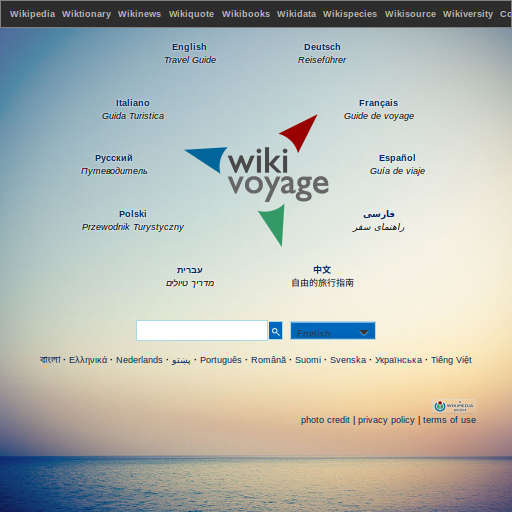 Wikipedia Wiktionary Wikinews Wikiquote Wikibooks Wikidata Wikispecies Wikisource Wikiversity Co
English
Travel Guide
Deutsch
Reiseführer
Italiano
Guida Turistica
Français
Guide de voyage
Русский
Путеводитель
Español
Guía de viaje
wiki
voyage
Polski
Przewodnik Turystyczny
فارسی
راهنمای سفر
עברית
מדריך טיולים
中文
自由的旅行指南
English
বাংলা · Ελληνικά · Nederlands · پښتو · Português · Română · Suomi · Svenska · Українська · Tiếng Việt
A
WIKIMEDIA
project
photo credit | privacy policy | terms of use